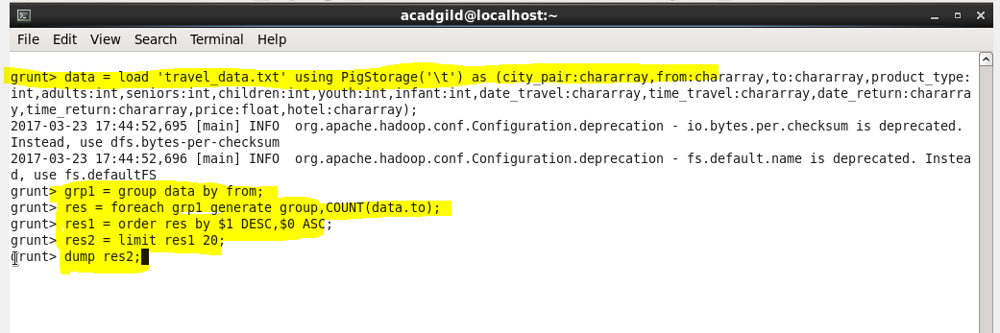 acadgild@localhost:~
File Edit View Search Terminal Help
grunt> data = load 'travel_data.txt' using PigStorage('\t') as (city_pair:chararray,from:chararray,to:chararray,product_type:
int,adults:int,seniors:int,children:int,youth:int,infant:int,date_travel:chararray,time_travel:chararray,date_return:chararra
y,time_return:chararray,price:float,hotel:chararray);
2017-03-23 17:44:52,695 [main] INFO  org.apache.hadoop.conf.Configuration.deprecation - io.bytes.per.checksum is deprecated.
Instead, use dfs.bytes-per-checksum
2017-03-23 17:44:52,696 [main] INFO  org.apache.hadoop.conf.Configuration.deprecation - fs.default.name is deprecated. Instea
d, use fs.defaultFS
grunt> grp1 = group data by from;
grunt> res = foreach grp1 generate group,COUNT(data.to);
grunt> res1 = order res by $1 DESC,$0 ASC;
grunt> res2 = limit res1 20;
grunt> dump res2;